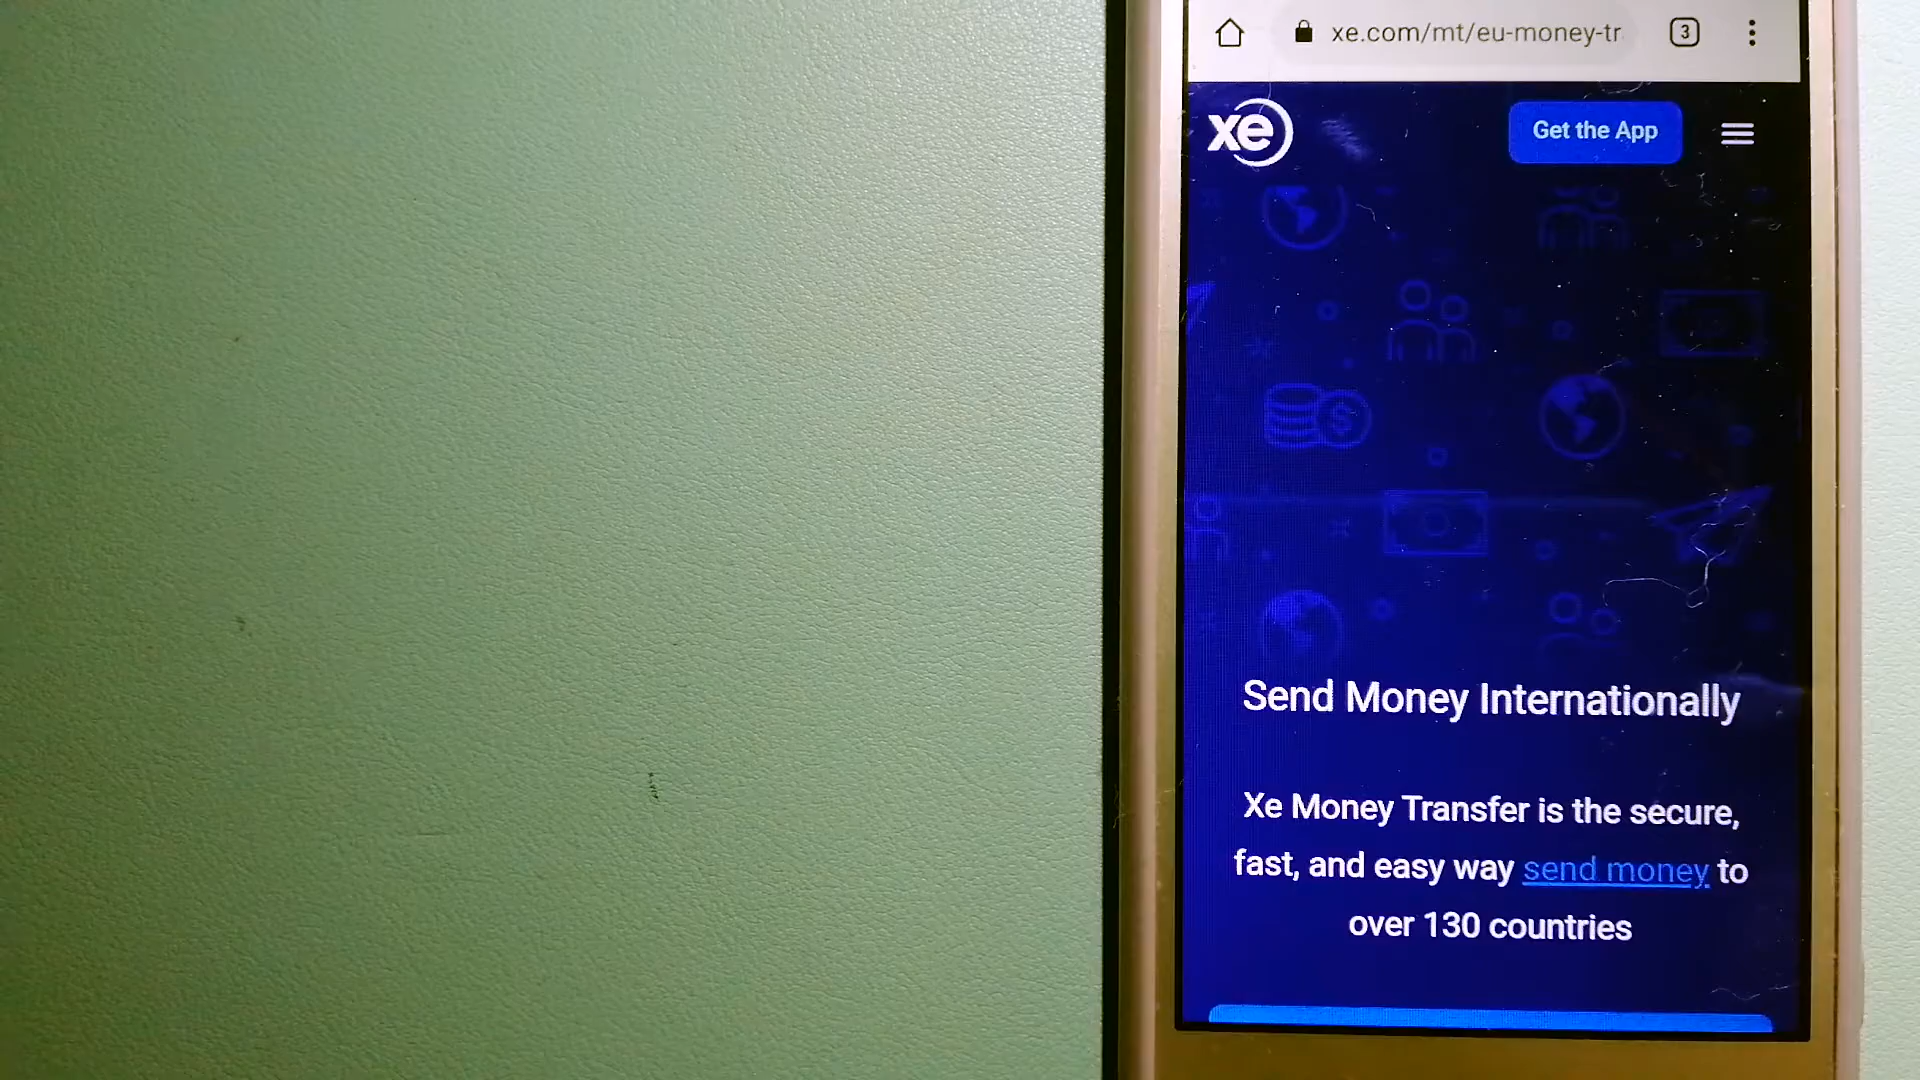 xe.com/mt/eu-money-tr
3
xe
Get the App
Send Money Internationally
Xe Money Transfer is the secure,
fast, and easy way send money to
over 130 countries